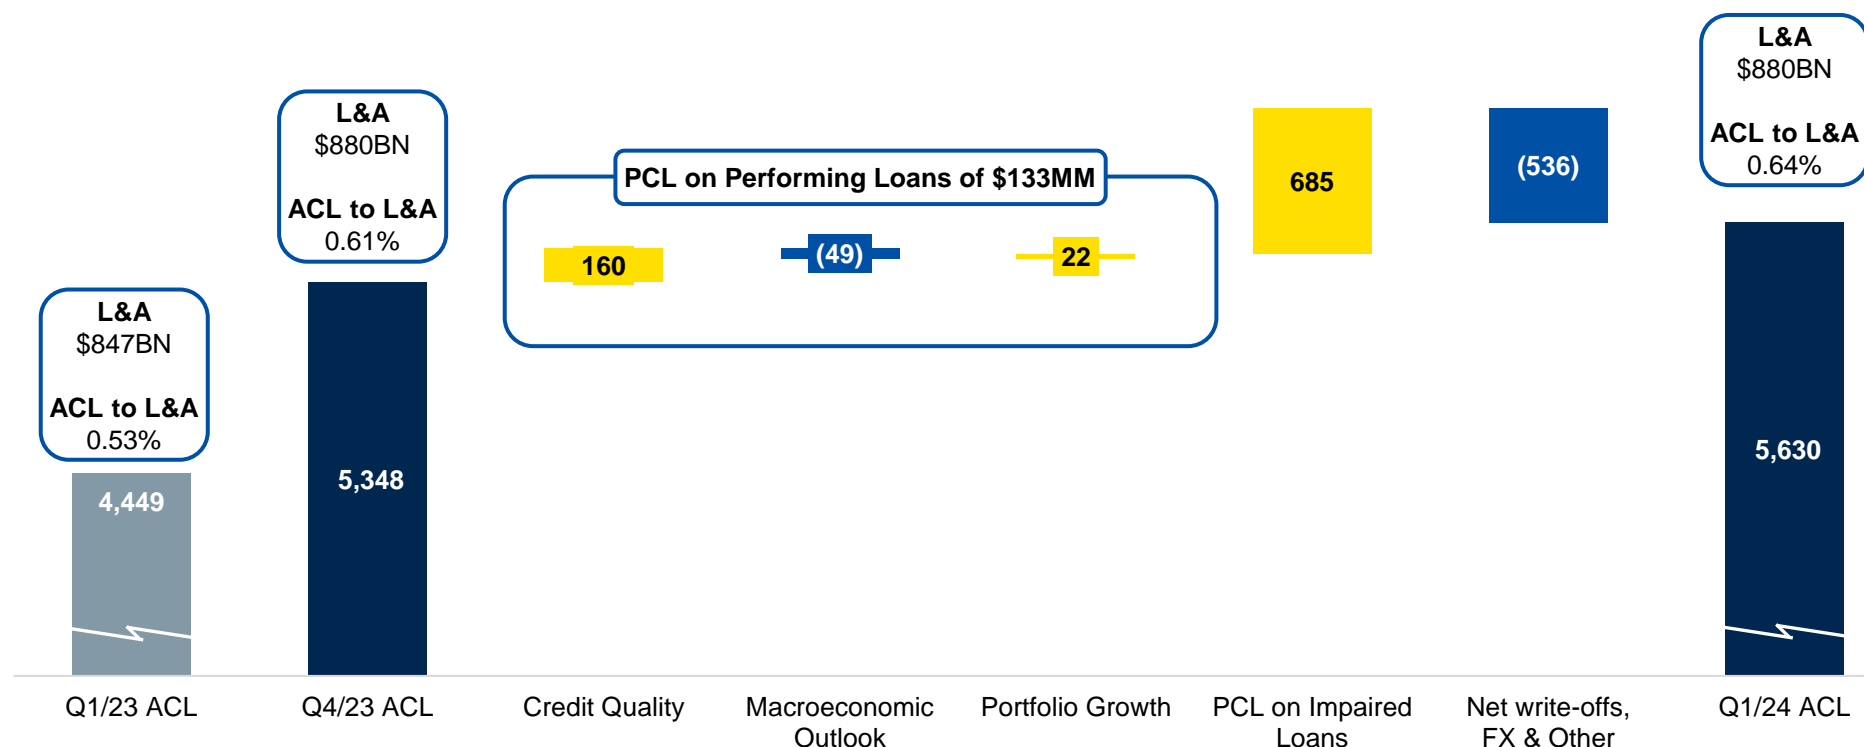 L&A
$847BN
ACL to L&A
0.53%
4,449
L&A
$880BN
ACL to L&A
0.61%
5,348
PCL on Performing Loans of $133MM
160
(49)
22
685
(536)
L&A
$880BN
ACL to L&A
0.64%
5,630
Q1/23 ACL
Q4/23 ACL
Credit Quality
Macroeconomic
Outlook
Portfolio Growth
PCL on Impaired
Loans
Net write-offs,
FX & Other
Q1/24 ACL